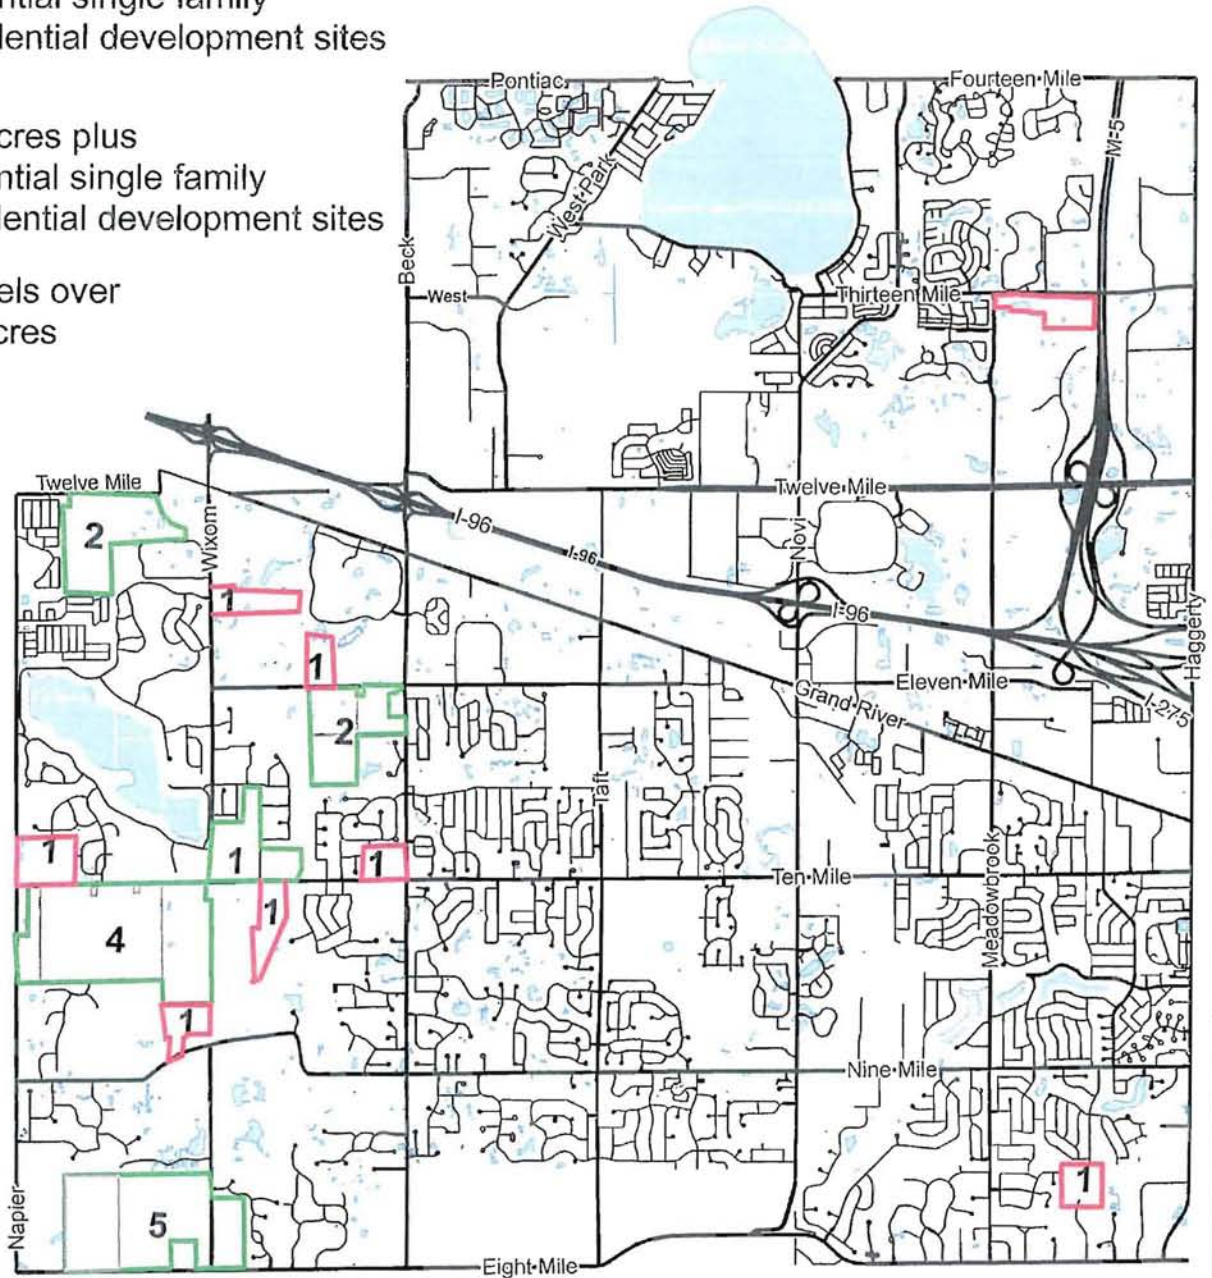 ntial single family
dential development sites
cres plus
ntial single family
dential development sites
els over
cres
Pontiac
Fourteen Mile
M-5
West Park
Beck
West
Thirteen Mile
Twelve Mile
Twelve Mile
2
Wixom
I-96
I-96
Novi
I-96
1
Haggerty
1
Eleven Mile
I-275
Grand River
2
Taft
1
1
1
Ten Mile
Meadowbrook
1
4
1
Nine Mile
1
Napier
5
Eight Mile